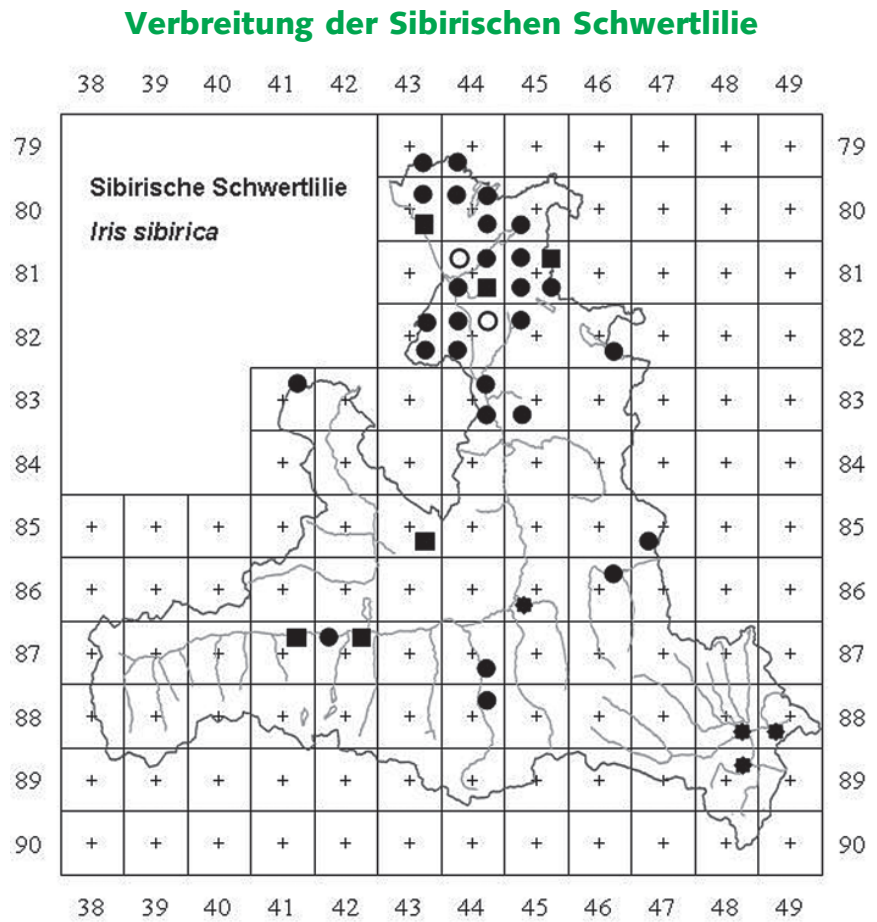 Verbreitung der Sibirischen Schwertlilie
38 39 40 41 42 43 44 45 46 47 48 49
79 79
Sibirische Schwertlilie
80 80
Iris sibirica
81 81
82 82
83 83
84 84
85 85
86 86
87 87
88 88
89 89
90 90
38 39 40 41 42 43 44 45 46 47 48 49